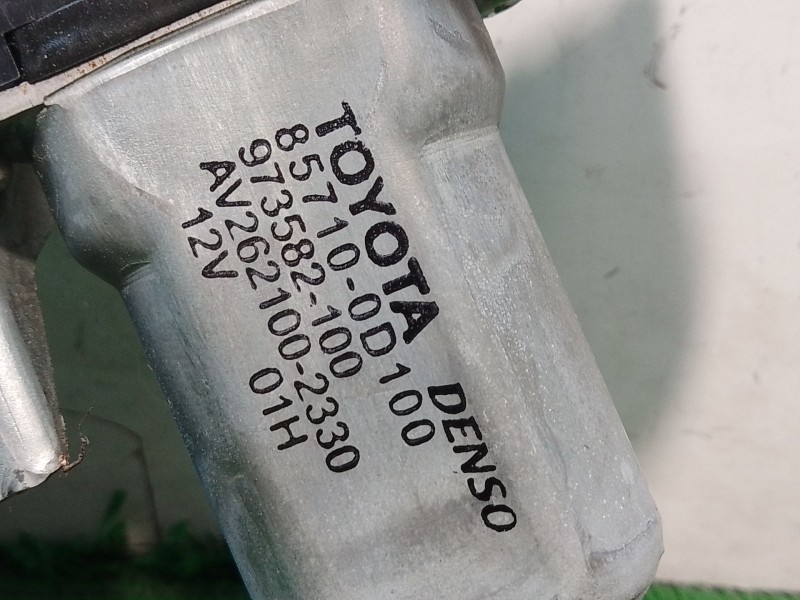 TOYOTA DENSO
85710-0D100
973582-100
AV262100-2330
12V 01H